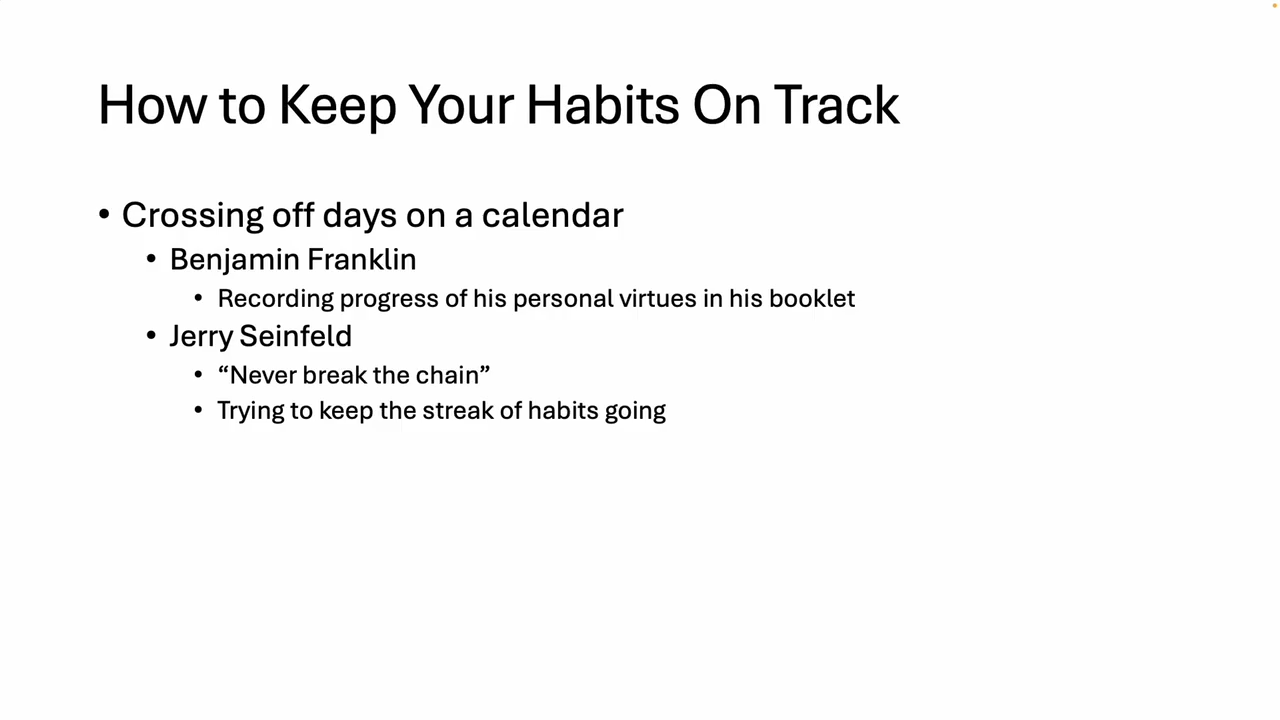 How to Keep Your Habits On Track
• Crossing off days on a calendar
• Benjamin Franklin
• Recording progress of his personal virtues in his booklet
• Jerry Seinfeld
• “Never break the chain”
• Trying to keep the streak of habits going